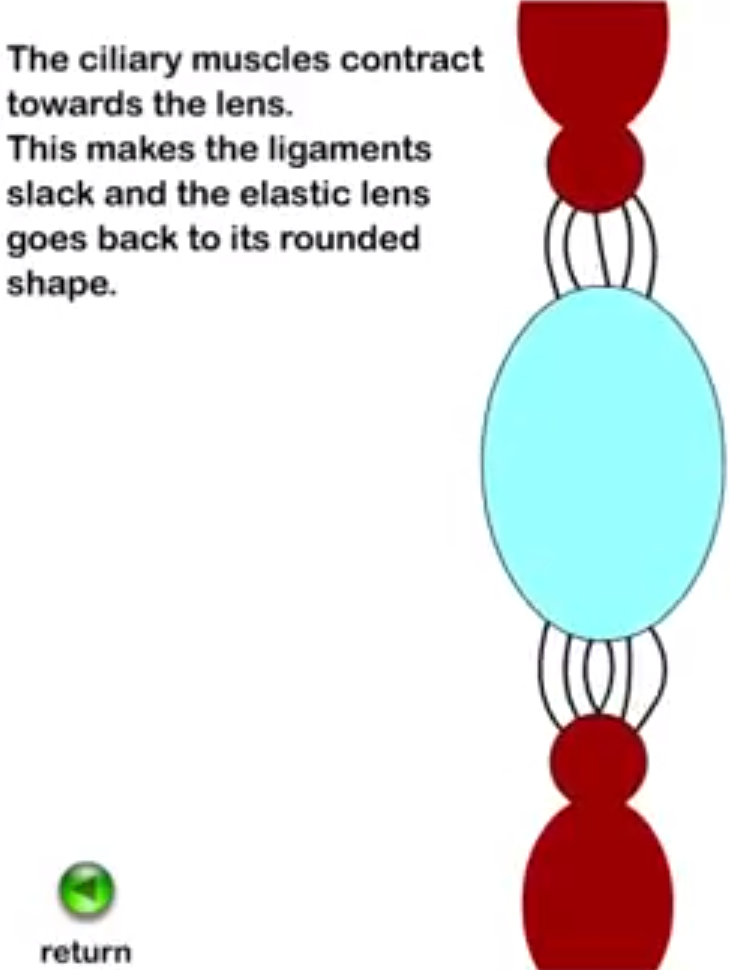 The ciliary muscles contract
towards the lens.
This makes the ligaments
slack and the elastic lens
goes back to its rounded
shape.
return